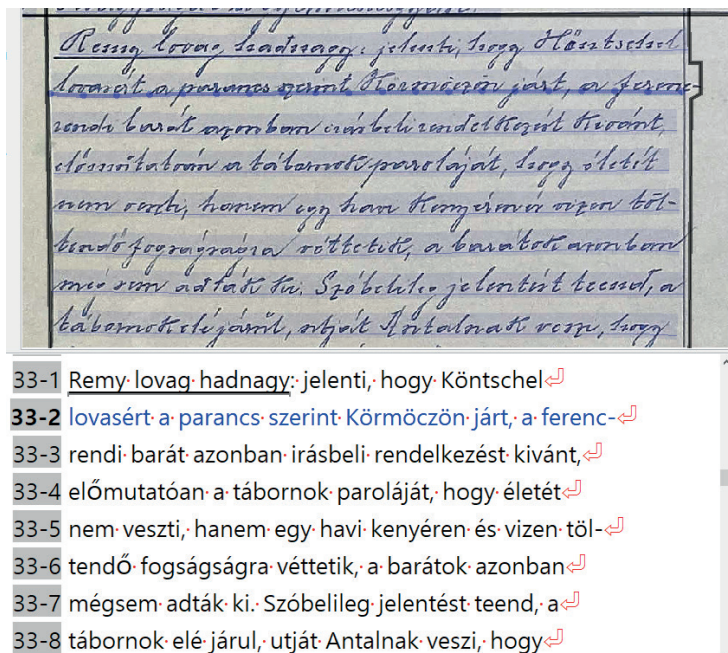 Remy lovag hadnagy: jelenti, hogy Köntschel
lovasért a parancs szerint Körmöczön járt, a ferenc-
rendi barát azonban irásbeli rendelkezést kivánt,
előmutatóan a tábornok paroláját, hogy életét
nem veszti, hanem egy havi kenyéren és vizen töl-
tendő fogságságra véttetik, a barátok azonban
mégsem adták ki. Szóbelileg jelentést teend, a
tábornok elé járul, utját Antalnak veszi, hogy
33-1 Remy lovag hadnagy: jelenti, hogy Köntschel
33-2 lovasért a parancs szerint Körmöczön járt, a ferenc-
33-3 rendi barát azonban irásbeli rendelkezést kivánt,
33-4 előmutatóan a tábornok paroláját, hogy életét
33-5 nem veszti, hanem egy havi kenyéren és vizen töl-
33-6 tendő fogságságra véttetik, a barátok azonban
33-7 mégsem adták ki. Szóbelileg jelentést teend, a
33-8 tábornok elé járul, utját Antalnak veszi, hogy